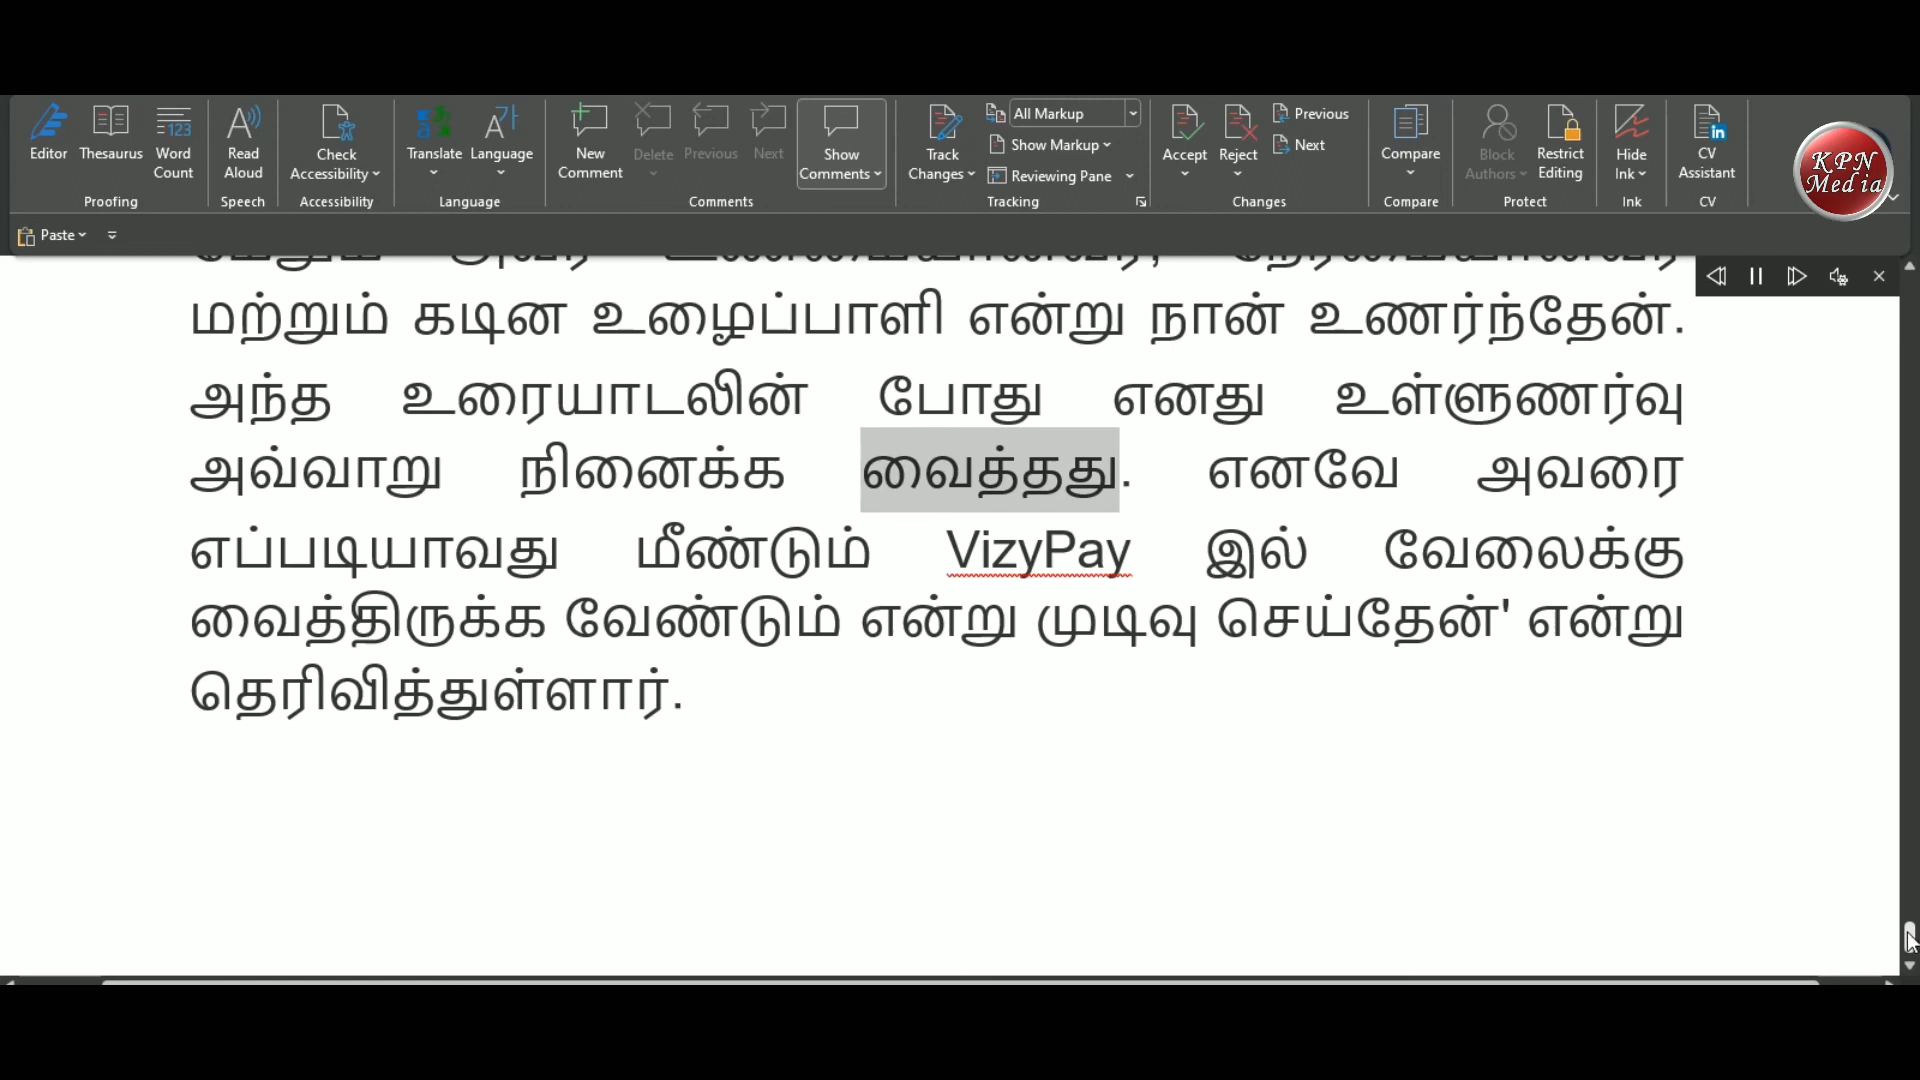 Editor
Thesaurus
Word Count
Proofing
Read Aloud
Speech
Check Accessibility
Accessibility
Translate
Language
Language
New Comment
Delete
Previous
Next
Show Comments
Comments
Track Changes
All Markup
Show Markup
Reviewing Pane
Tracking
Accept
Reject
Previous
Next
Changes
Compare
Compare
Block Authors
Restrict Editing
Protect
Hide Ink
Ink
CV Assistant
CV
KPN
Media
Paste
மற்றும் கடின உழைப்பாளி என்று நான் உணர்ந்தேன்.
அந்த உரையாடலின் போது எனது உள்ளுணர்வு
அவ்வாறு நினைக்க வைத்தது. எனவே அவரை
எப்படியாவது மீண்டும் VizyPay இல் வேலைக்கு
வைத்திருக்க வேண்டும் என்று முடிவு செய்தேன்' என்று
தெரிவித்துள்ளார்.